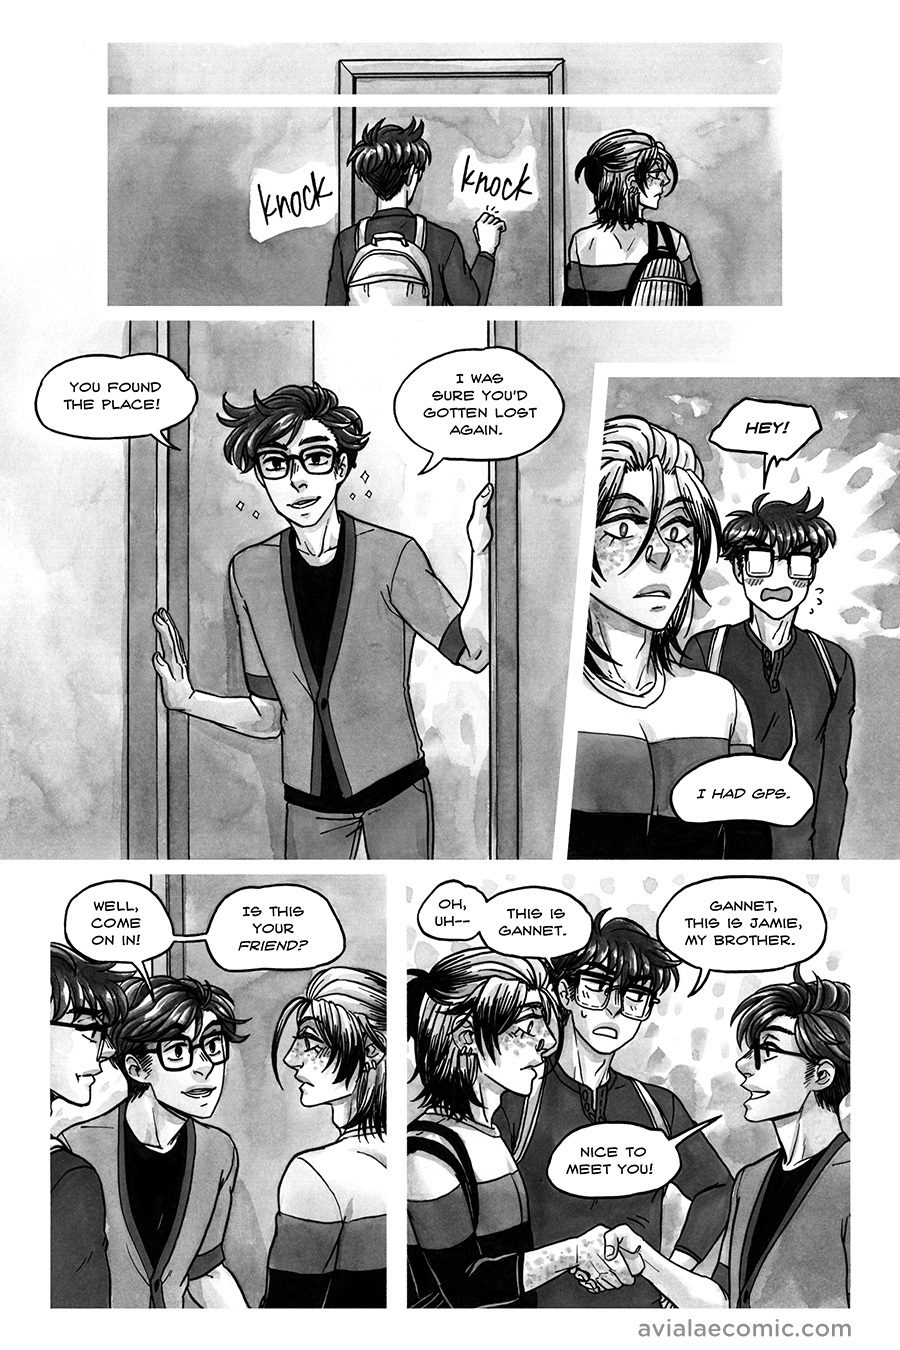 knock
knock
YOU FOUND
THE PLACE!
I WAS
SURE YOU'D
GOTTEN LOST
AGAIN.
HEY!
I HAD GPS.
WELL,
COME
ON IN!
IS THIS
YOUR
FRIEND?
OH,
UH--
THIS IS
GANNET.
GANNET,
THIS IS JAMIE,
MY BROTHER.
NICE TO
MEET YOU!
avialaecomic.com